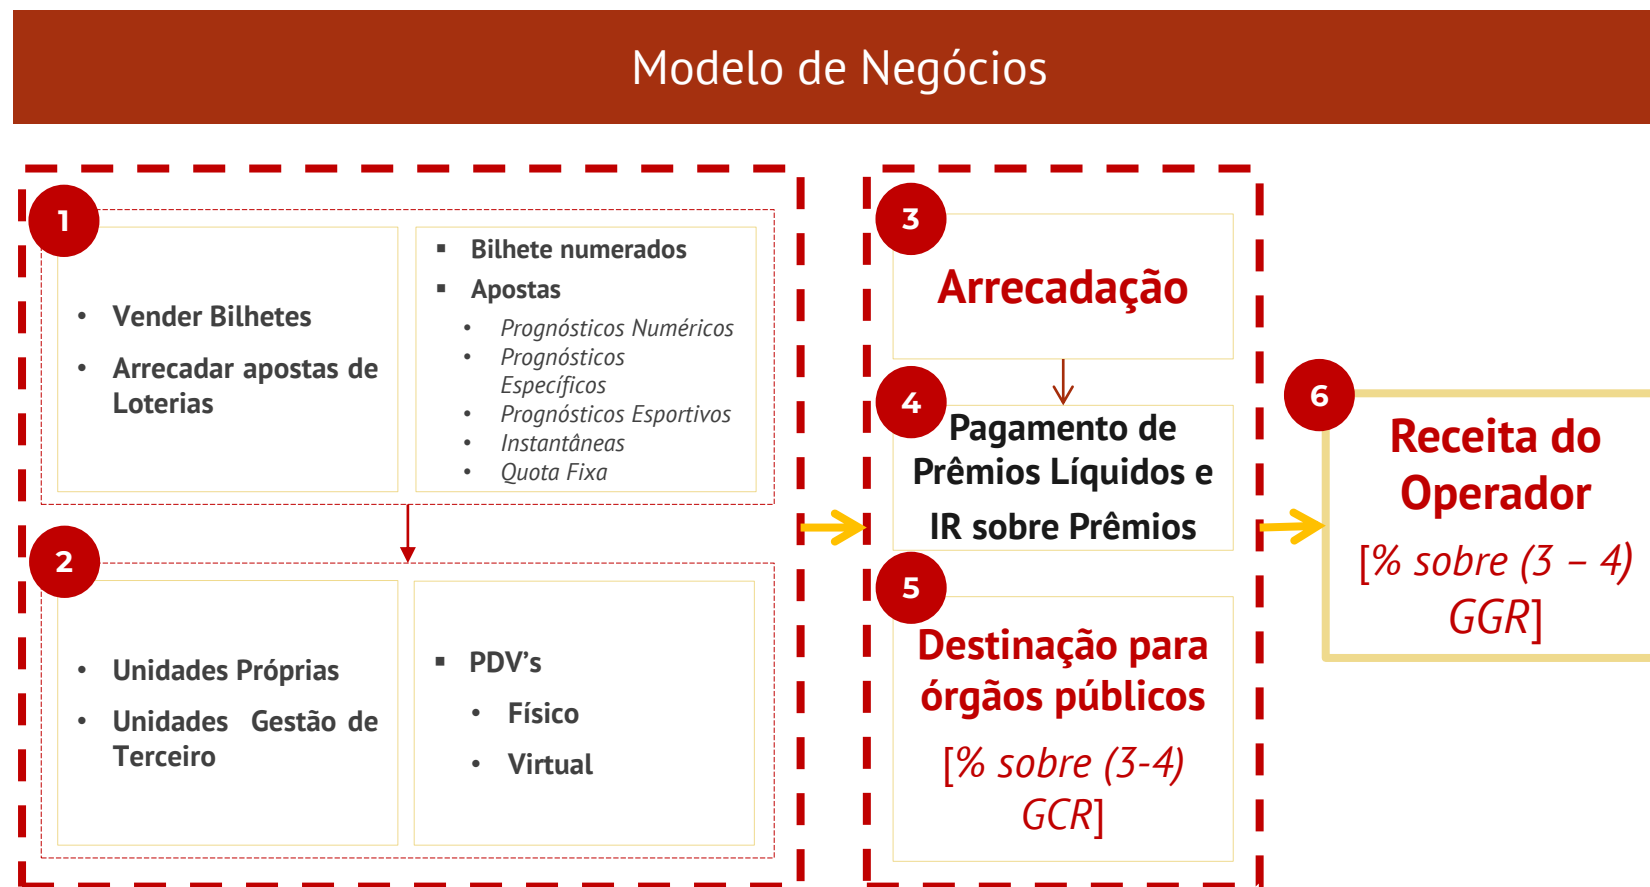 Modelo de Negócios
1
• Vender Bilhetes
• Arrecadar apostas de
Loterias
▪ Bilhete numerados
▪ Apostas
• Prognósticos Numéricos
• Prognósticos
Específicos
• Prognósticos Esportivos
• Instantâneas
• Quota Fixa
2
• Unidades Próprias
• Unidades Gestão de
Terceiro
▪ PDV’s
• Físico
• Virtual
3
Arrecadação
4
Pagamento de
Prêmios Líquidos e
IR sobre Prêmios
5
Destinação para
órgãos públicos
[% sobre (3-4)
GCR]
6
Receita do
Operador
[% sobre (3 – 4)
GGR]